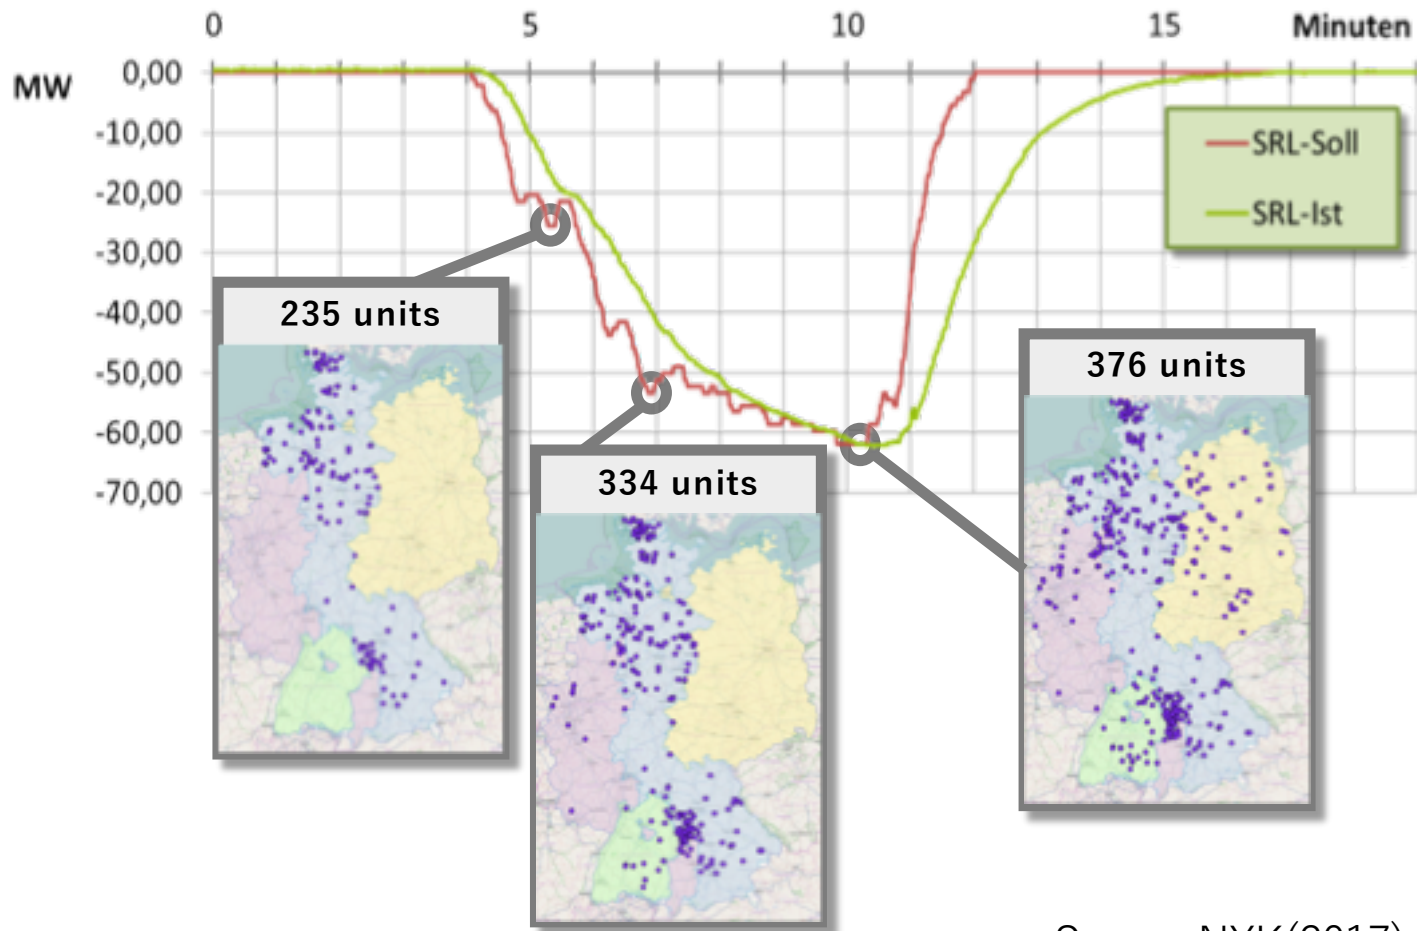 0 5 10 15 Minuten
MW
0,00
-10,00
-20,00
-30,00
-40,00
-50,00
-60,00
-70,00
SRL-Soll
SRL-Ist
235 units
334 units
376 units